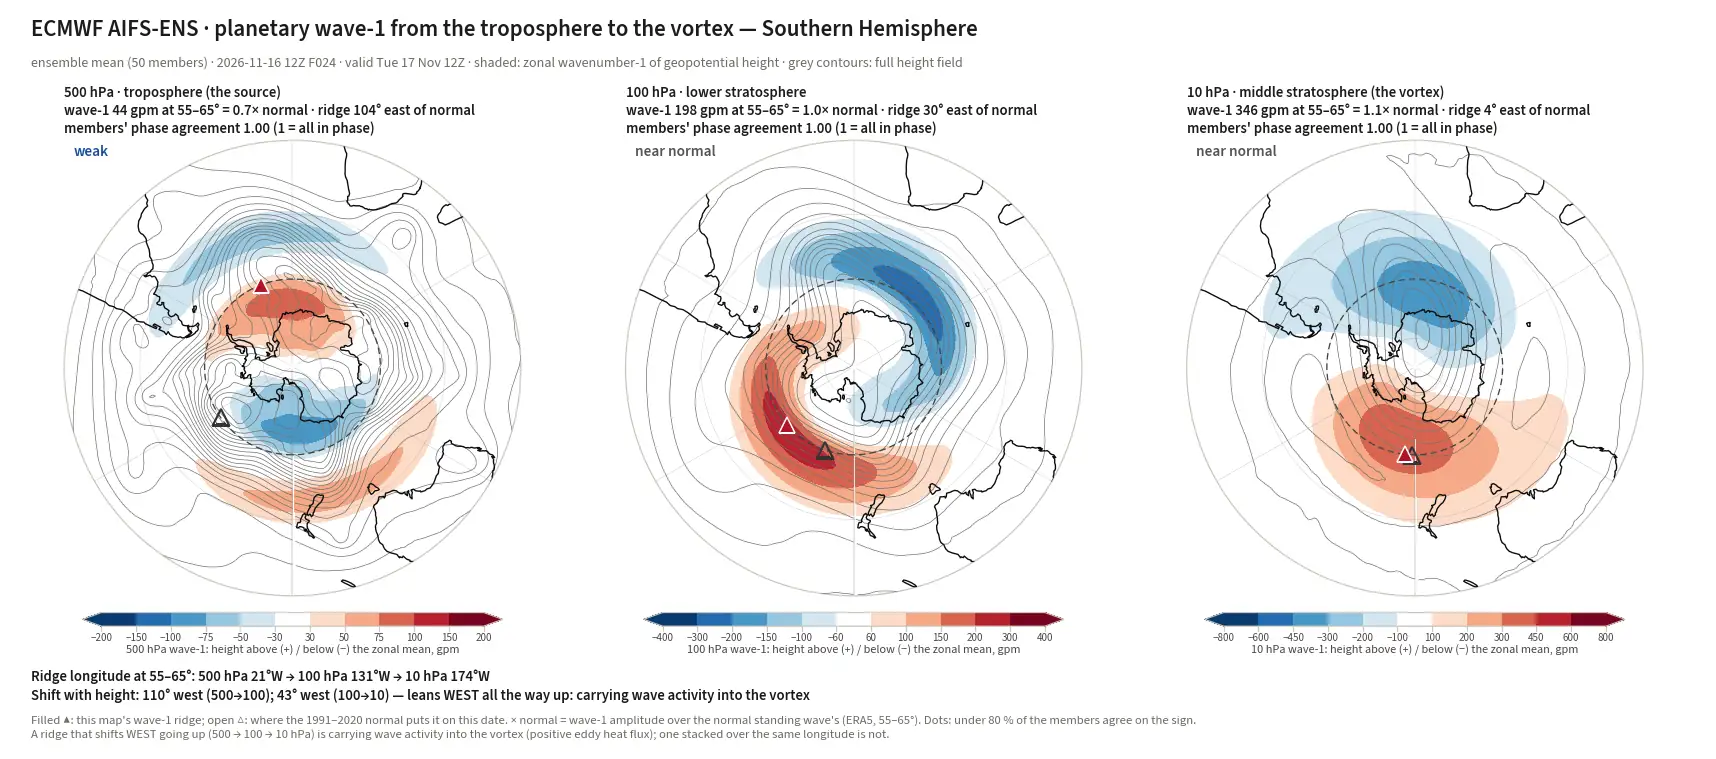 ECMWF AIFS-ENS · planetary wave-1 from the troposphere to the vortex — Southern Hemisphere
ensemble mean (50 members) · 2026-11-16 12Z F024 · valid Tue 17 Nov 12Z · shaded: zonal wavenumber-1 of geopotential height · grey contours: full height field
500 hPa · troposphere (the source)
wave-1 44 gpm at 55–65° = 0.7× normal · ridge 104° east of normal
members' phase agreement 1.00 (1 = all in phase)
weak
100 hPa · lower stratosphere
wave-1 198 gpm at 55–65° = 1.0× normal · ridge 30° east of normal
members' phase agreement 1.00 (1 = all in phase)
near normal
10 hPa · middle stratosphere (the vortex)
wave-1 346 gpm at 55–65° = 1.1× normal · ridge 4° east of normal
members' phase agreement 1.00 (1 = all in phase)
near normal
−200 −150 −100 −75 −50 −30 30 50 75 100 150 200
500 hPa wave-1: height above (+) / below (−) the zonal mean, gpm
−400 −300 −200 −150 −100 −60 60 100 150 200 300 400
100 hPa wave-1: height above (+) / below (−) the zonal mean, gpm
−800 −600 −450 −300 −200 −100 100 200 300 450 600 800
10 hPa wave-1: height above (+) / below (−) the zonal mean, gpm
Ridge longitude at 55–65°: 500 hPa 21°W → 100 hPa 131°W → 10 hPa 174°W
Shift with height: 110° west (500→100); 43° west (100→10) — leans WEST all the way up: carrying wave activity into the vortex
Filled ▲: this map's wave-1 ridge; open △: where the 1991–2020 normal puts it on this date. × normal = wave-1 amplitude over the normal standing wave's (ERA5, 55–65°). Dots: under 80 % of the members agree on the sign.
A ridge that shifts WEST going up (500 → 100 → 10 hPa) is carrying wave activity into the vortex (positive eddy heat flux); one stacked over the same longitude is not.